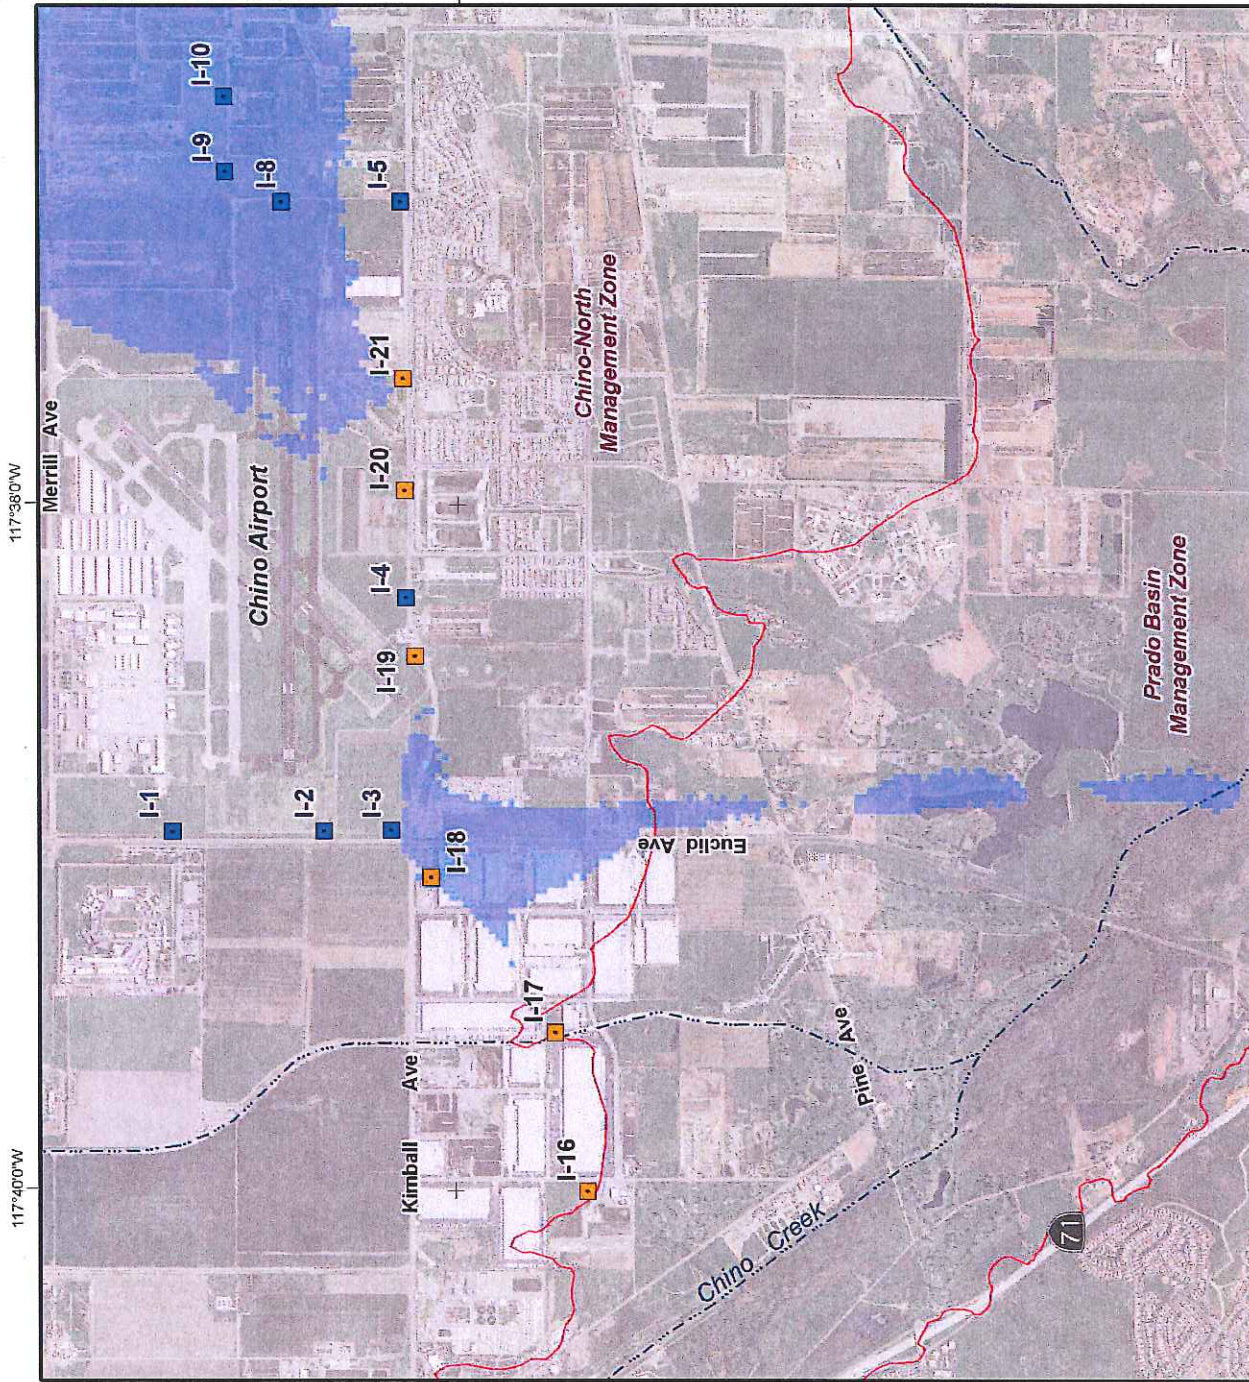 117°40'0"W
117°38'0"W
Merrill Ave
I-10
I-9
I-8
I-5
I-1
Chino Airport
I-2
I-3
I-4
I-20
I-21
I-19
I-18
Kimball Ave
I-17
I-16
Chino-North
Management Zone
Euclid Ave
Pine Ave
Chino Creek
71
Prado Basin
Management Zone